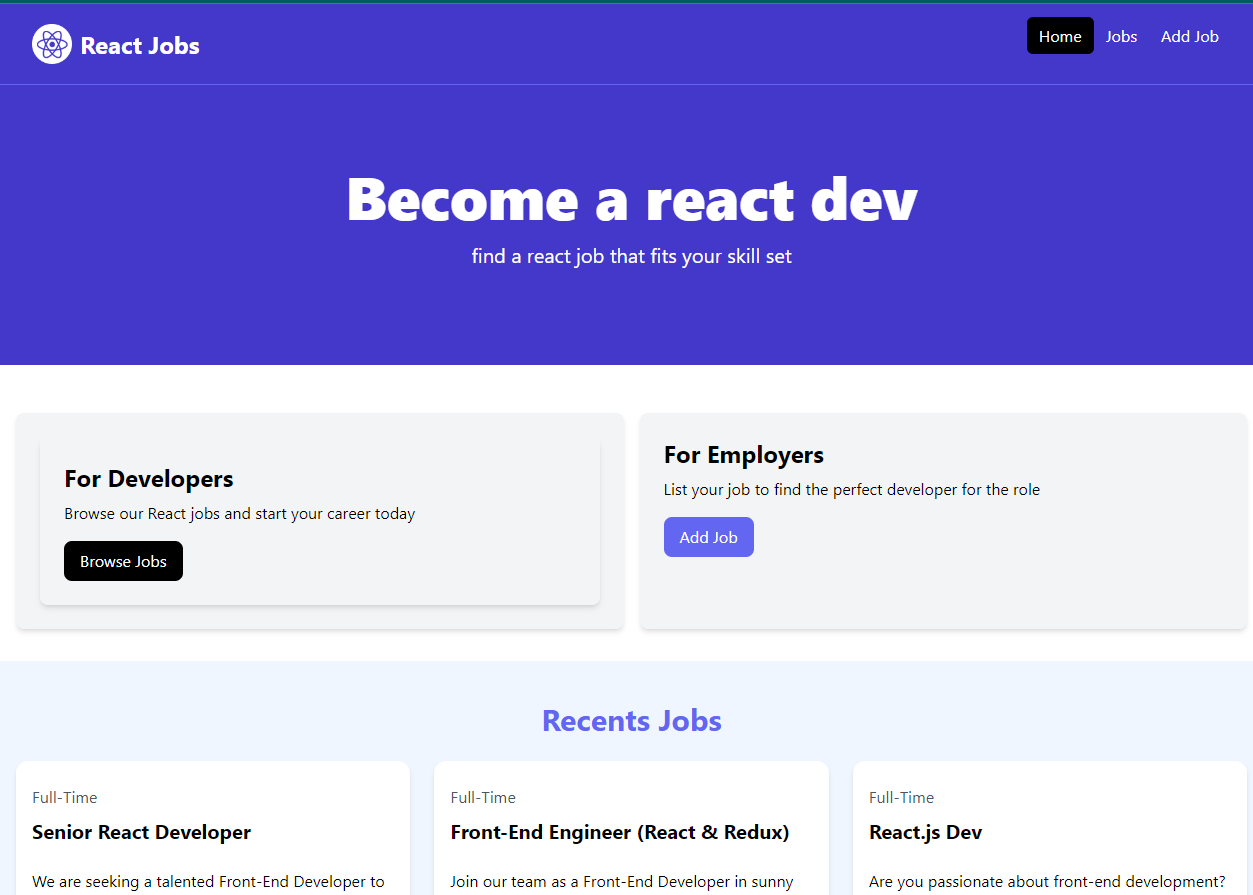 React Jobs
Home Jobs Add Job
Become a react dev
find a react job that fits your skill set
For Developers
Browse our React jobs and start your career today
Browse Jobs
For Employers
List your job to find the perfect developer for the role
Add Job
Recents Jobs
Full-Time
Senior React Developer
We are seeking a talented Front-End Developer to
Full-Time
Front-End Engineer (React & Redux)
Join our team as a Front-End Developer in sunny
Full-Time
React.js Dev
Are you passionate about front-end development?